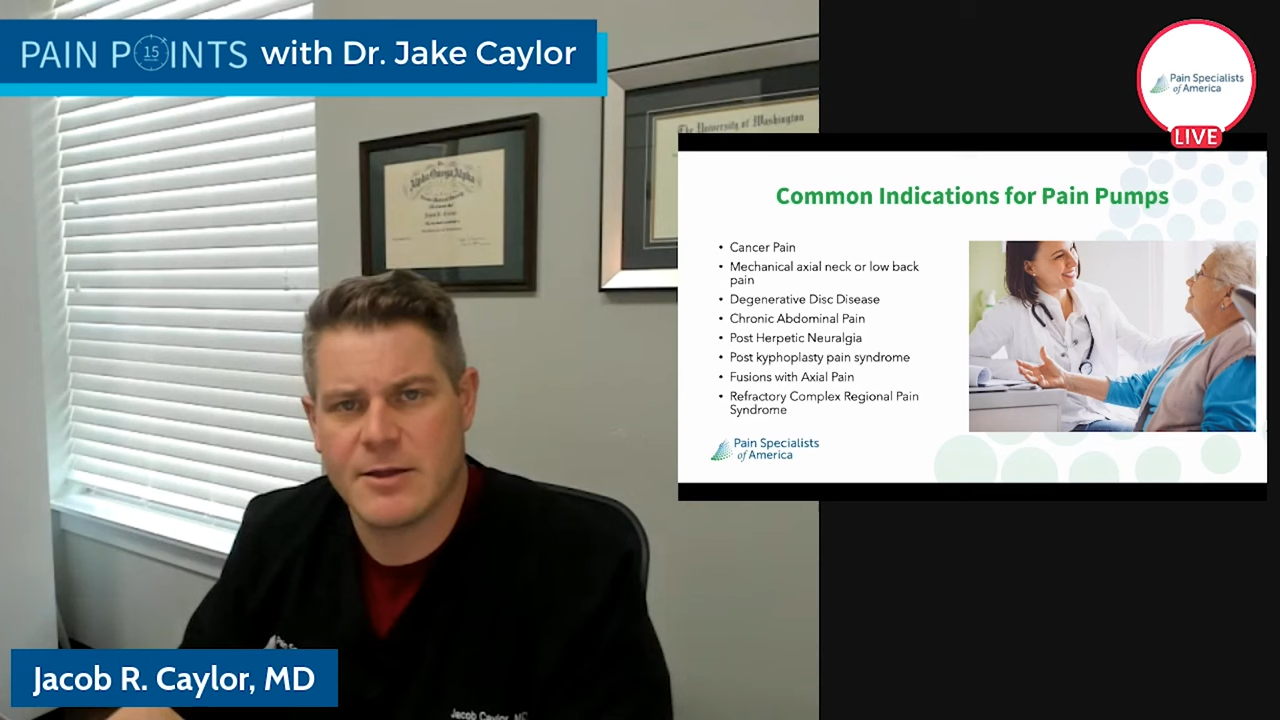 PAIN POINTS with Dr. Jake Caylor
15
Pain Specialists
of America
LIVE
The University of Washington
Alpha Omega Alpha
Common Indications for Pain Pumps
• Cancer Pain
• Mechanical axial neck or low back
pain
• Degenerative Disc Disease
• Chronic Abdominal Pain
• Post Herpetic Neuralgia
• Post kyphoplasty pain syndrome
• Fusions with Axial Pain
• Refractory Complex Regional Pain
Syndrome
Pain Specialists
of America
Jacob R. Caylor, MD
Jacob Caylor, MD